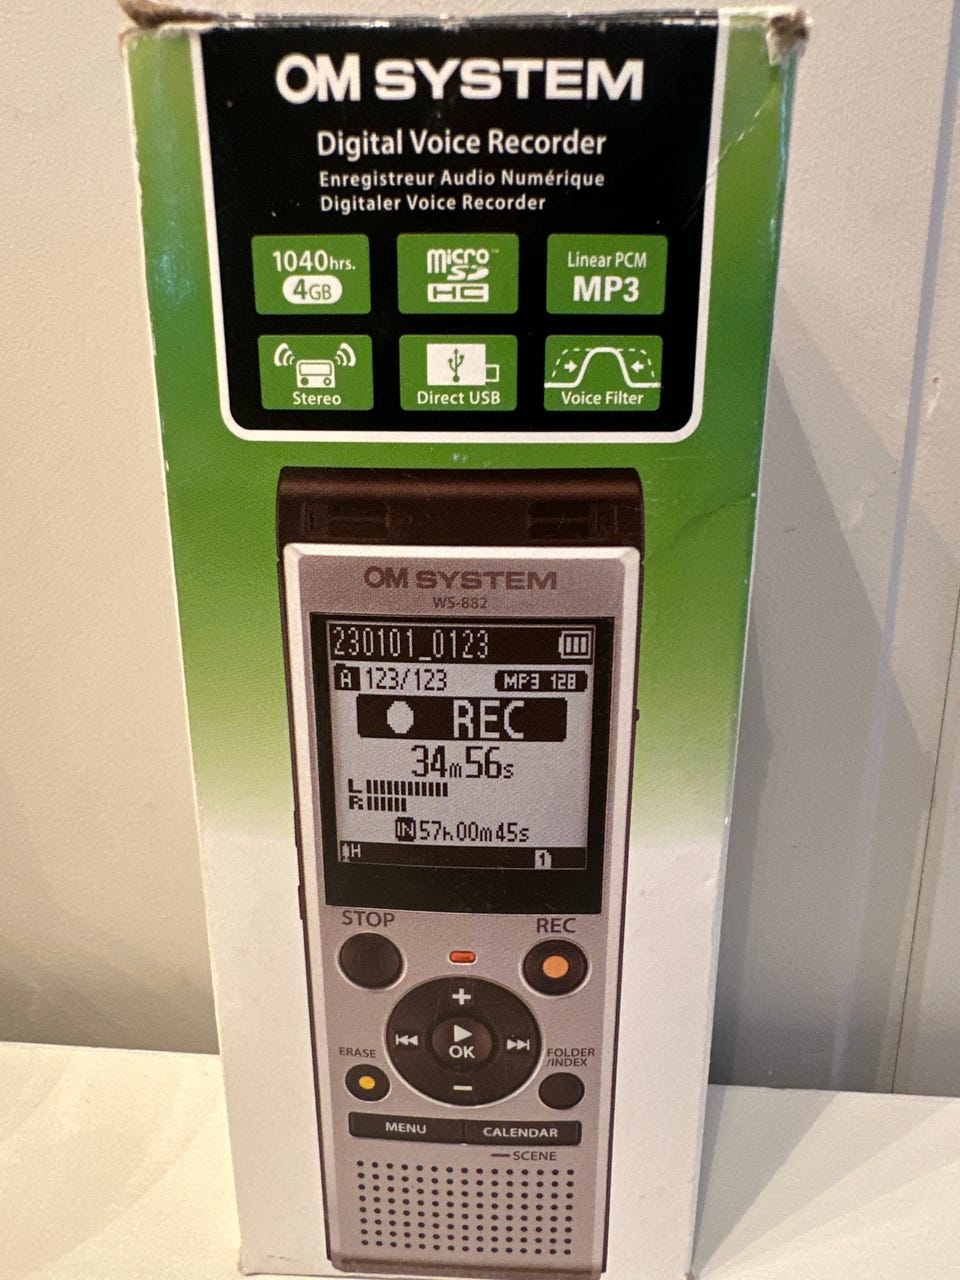 OM SYSTEM
Digital Voice Recorder
Enregistreur Audio Numérique
Digitaler Voice Recorder
1040hrs.
4GB
micro
SD
HC
Linear PCM
MP3
Stereo
Direct USB
Voice Filter
L R
OM SYSTEM
WS-882
230101_0123
A 123/123 MP3 128
REC
34m56s
L
R
IN 57h00m45s
H 1
STOP REC
+
OK
ERASE
FOLDER
/INDEX
–
MENU CALENDAR
SCENE